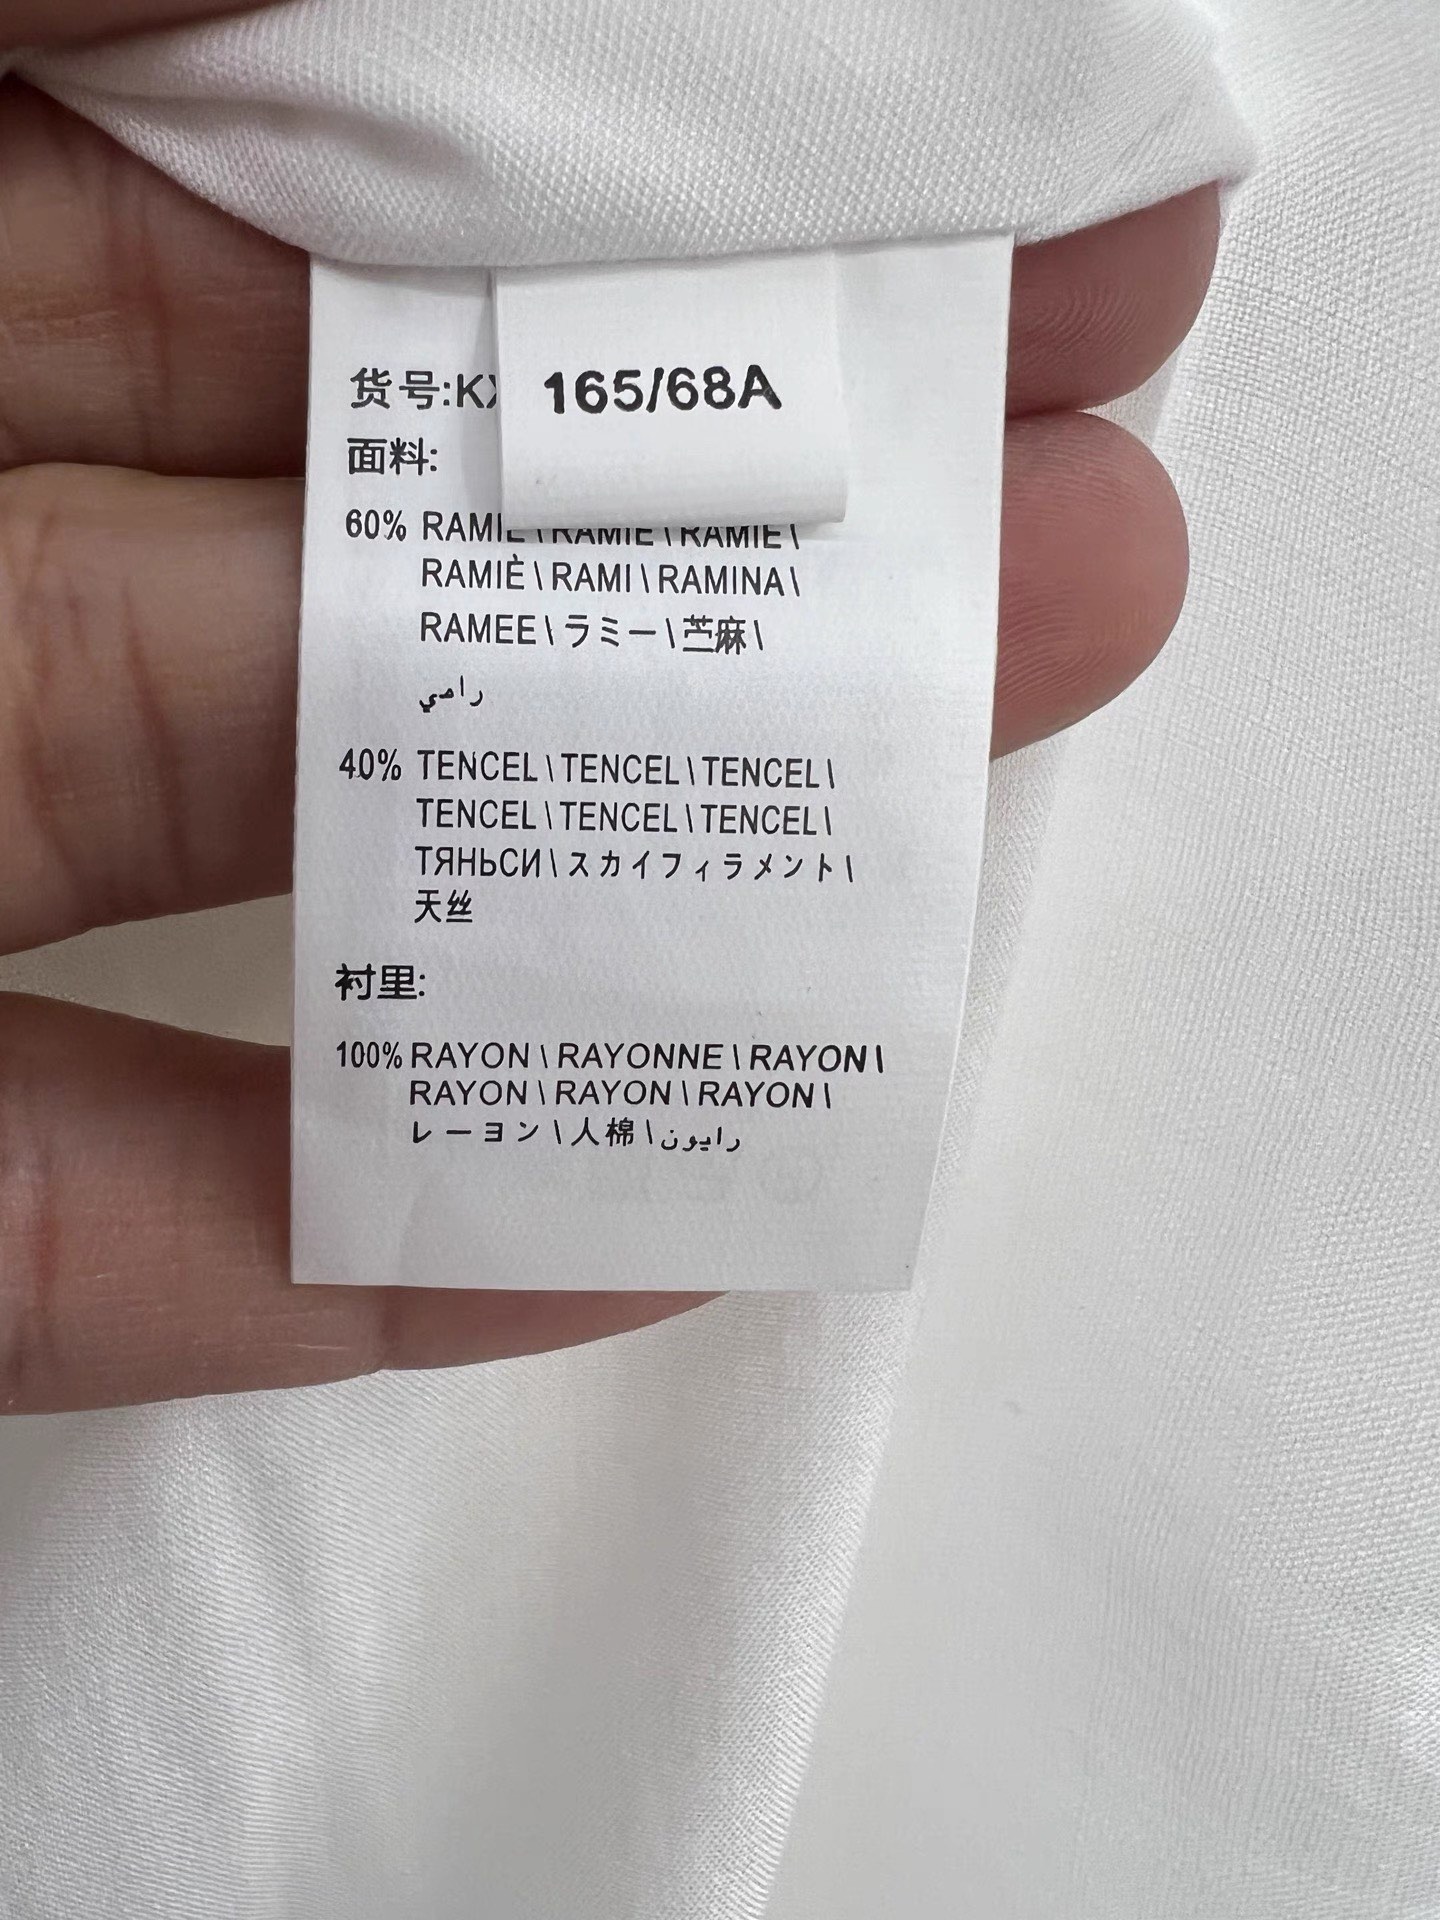 165/68A
货号:KX
面料:
60% RAMIE\RAMIE\RAMIE\
RAMIÈ\RAMI\RAMINA\
RAMEE\ラミー\苎麻\
رامي
40% TENCEL\TENCEL\TENCEL\
TENCEL\TENCEL\TENCEL\
ТЯНЬСИ\スカイフィラメント\
天丝
衬里:
100% RAYON\RAYONNE\RAYON\
RAYON\RAYON\RAYON\
レーヨン\人棉\رايون